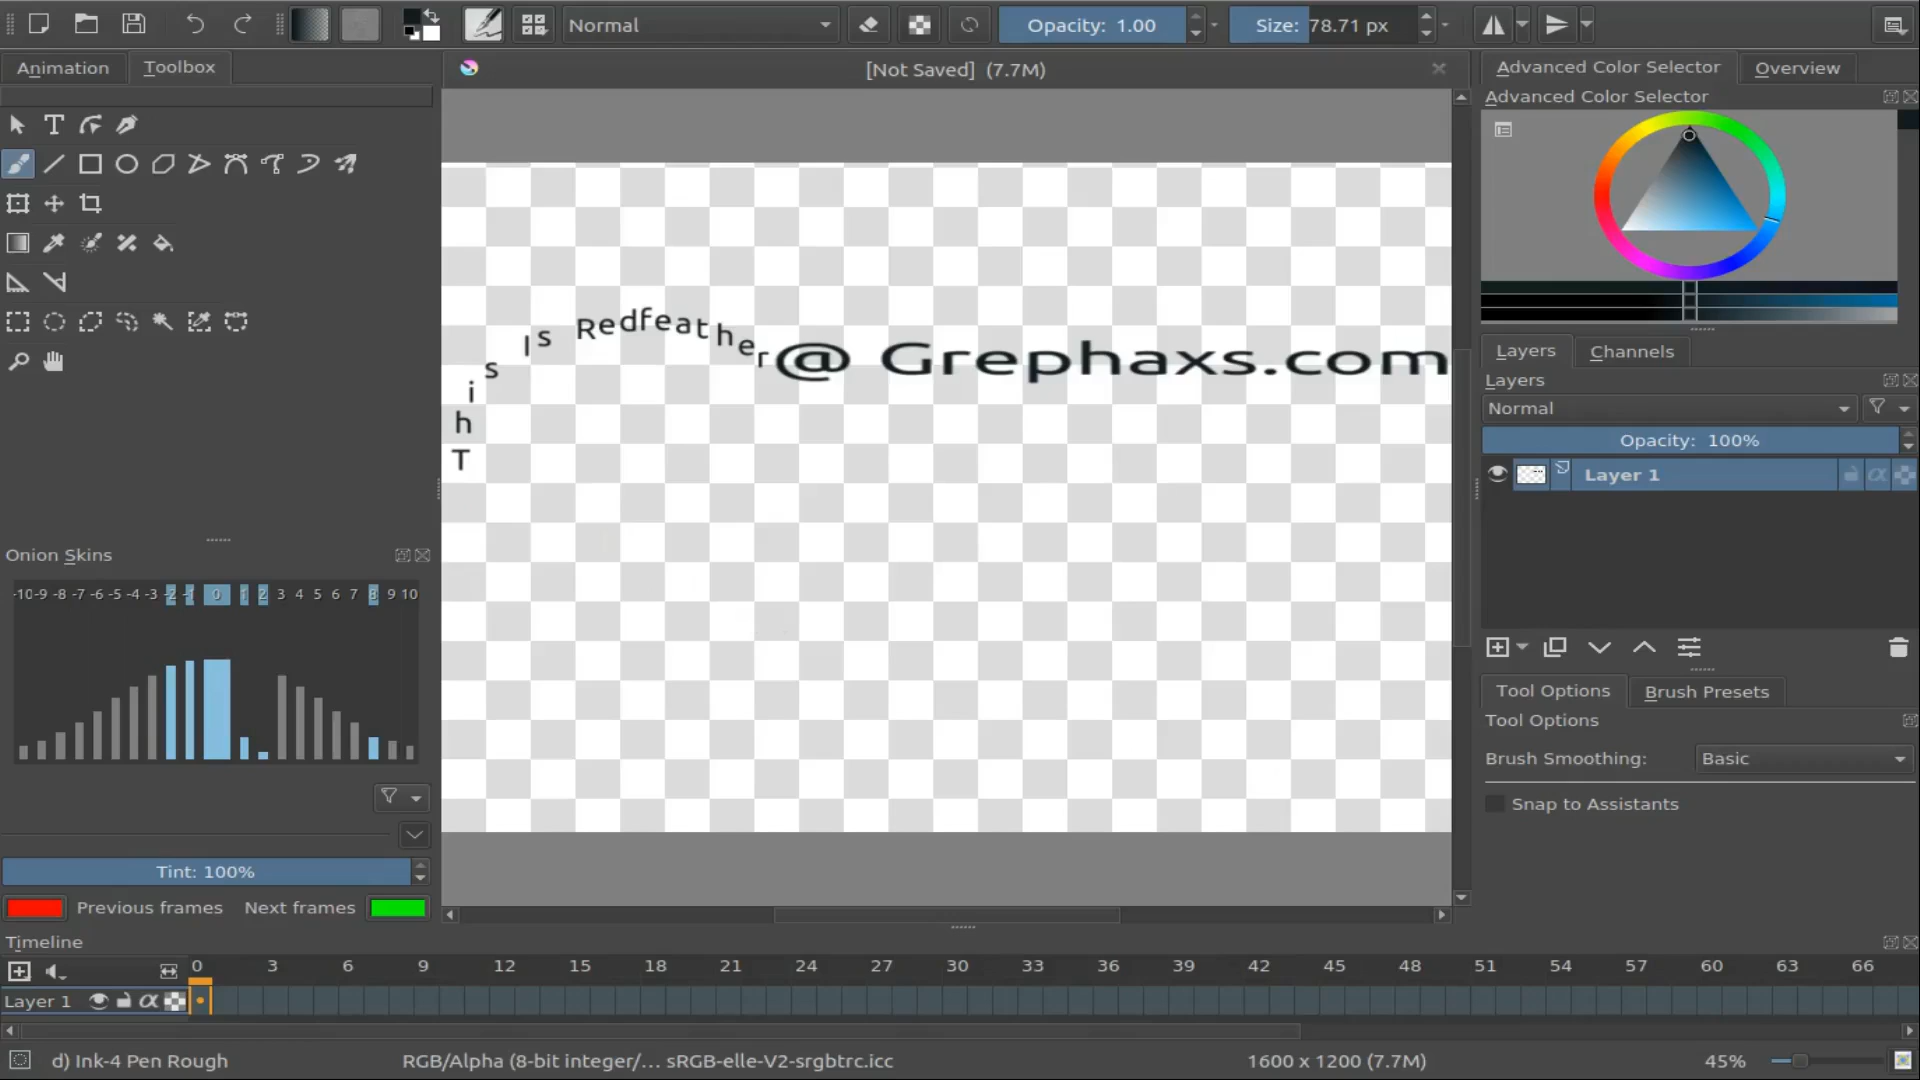 Normal
Opacity: 1.00
Size: 78.71 px
Animation
Toolbox
[Not Saved] (7.7M)
Advanced Color Selector
Overview
Advanced Color Selector
This Is Redfeather@ Grephaxs.com
Layers
Channels
Layers
Normal
Opacity: 100%
Layer 1
Onion Skins
-10 -9 -8 -7 -6 -5 -4 -3 -2 -1 0 1 2 3 4 5 6 7 8 9 10
Tool Options
Brush Presets
Tool Options
Brush Smoothing: Basic
Snap to Assistants
Tint: 100%
Previous frames
Next frames
Timeline
0 3 6 9 12 15 18 21 24 27 30 33 36 39 42 45 48 51 54 57 60 63 66
Layer 1
d) Ink-4 Pen Rough
RGB/Alpha (8-bit integer/... sRGB-elle-V2-srgbtrc.icc
1600 x 1200 (7.7M)
45%